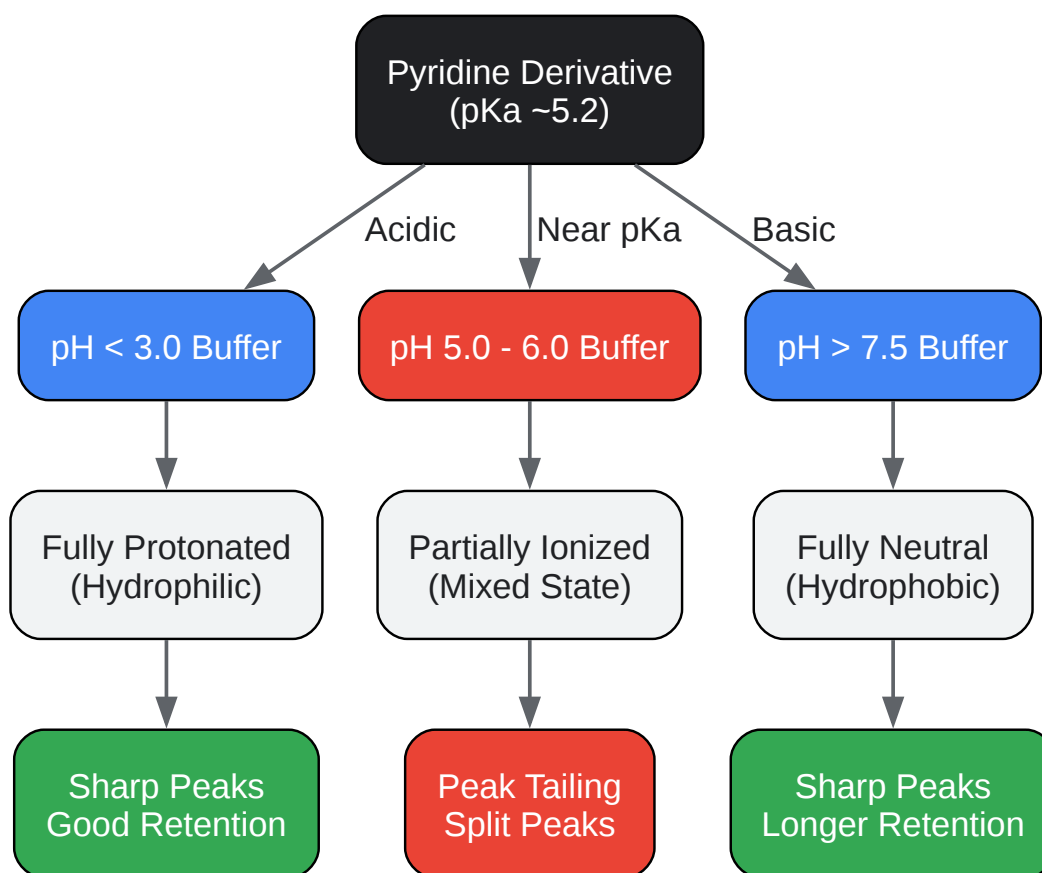 Pyridine Derivative
(pKa ~5.2)
Acidic
Near pKa
Basic
pH < 3.0 Buffer
pH 5.0 - 6.0 Buffer
pH > 7.5 Buffer
Fully Protonated
(Hydrophilic)
Partially Ionized
(Mixed State)
Fully Neutral
(Hydrophobic)
Sharp Peaks
Good Retention
Peak Tailing
Split Peaks
Sharp Peaks
Longer Retention